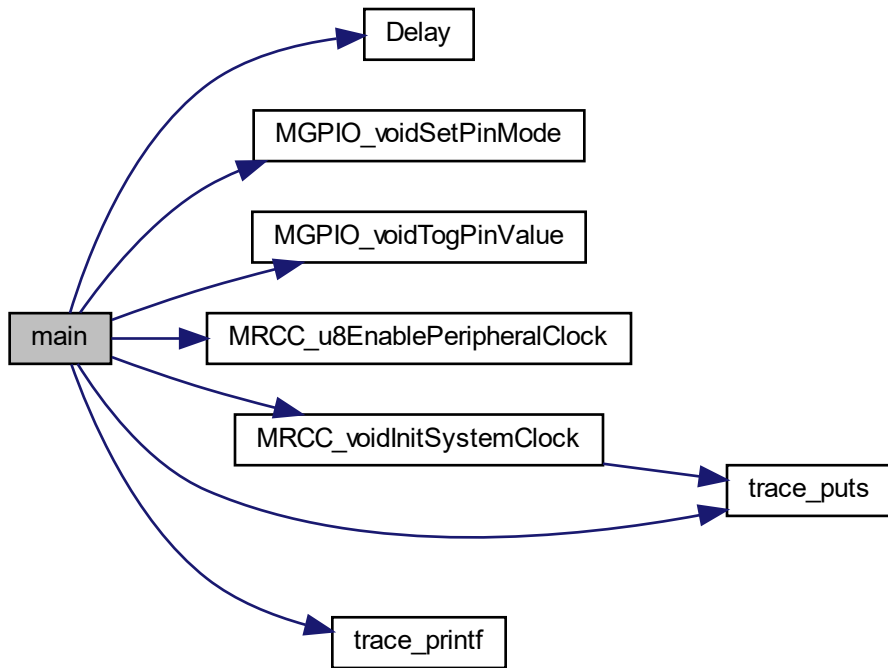 Delay
MGPIO_voidSetPinMode
MGPIO_voidTogPinValue
main
MRCC_u8EnablePeripheralClock
MRCC_voidInitSystemClock
trace_puts
trace_printf